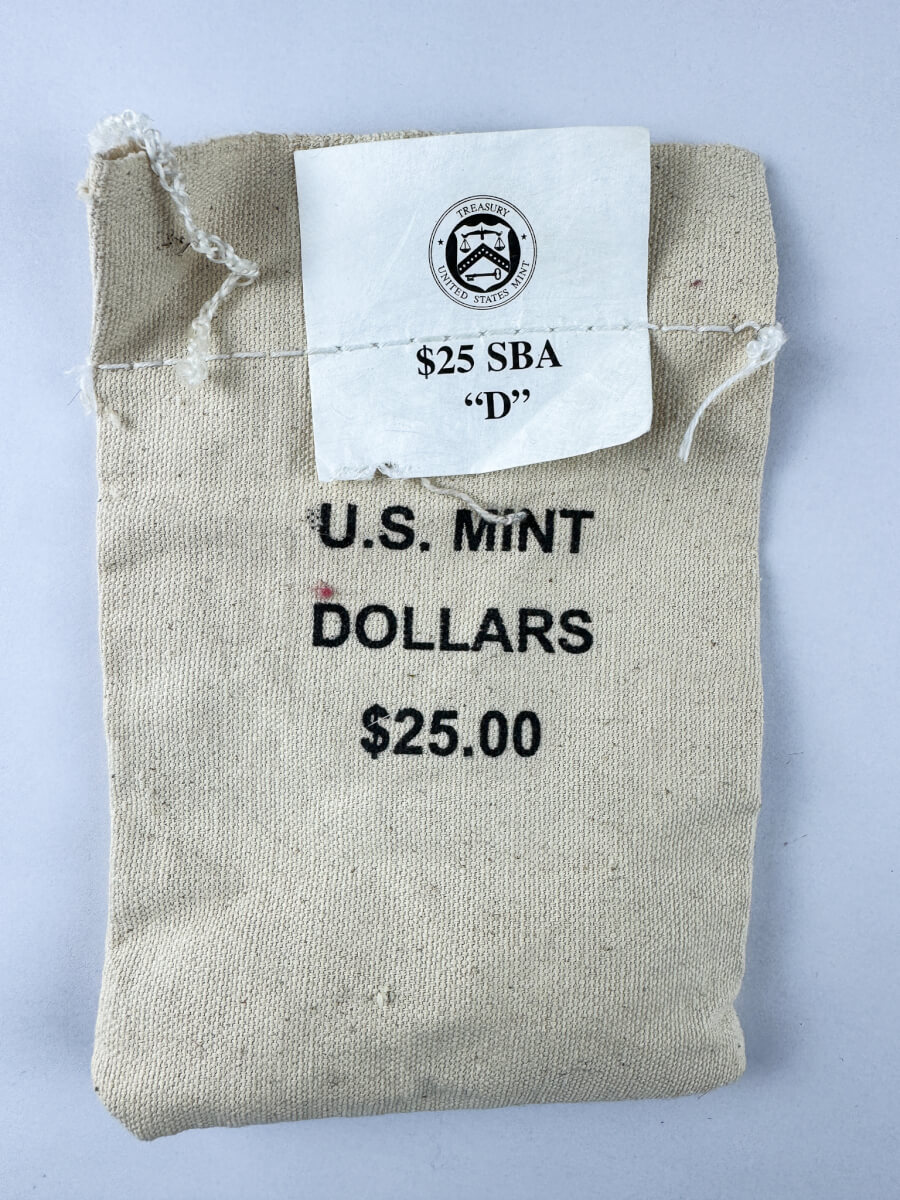 TREASURY
UNITED STATES MINT
$25 SBA
“D”
U.S. MINT
DOLLARS
$25.00